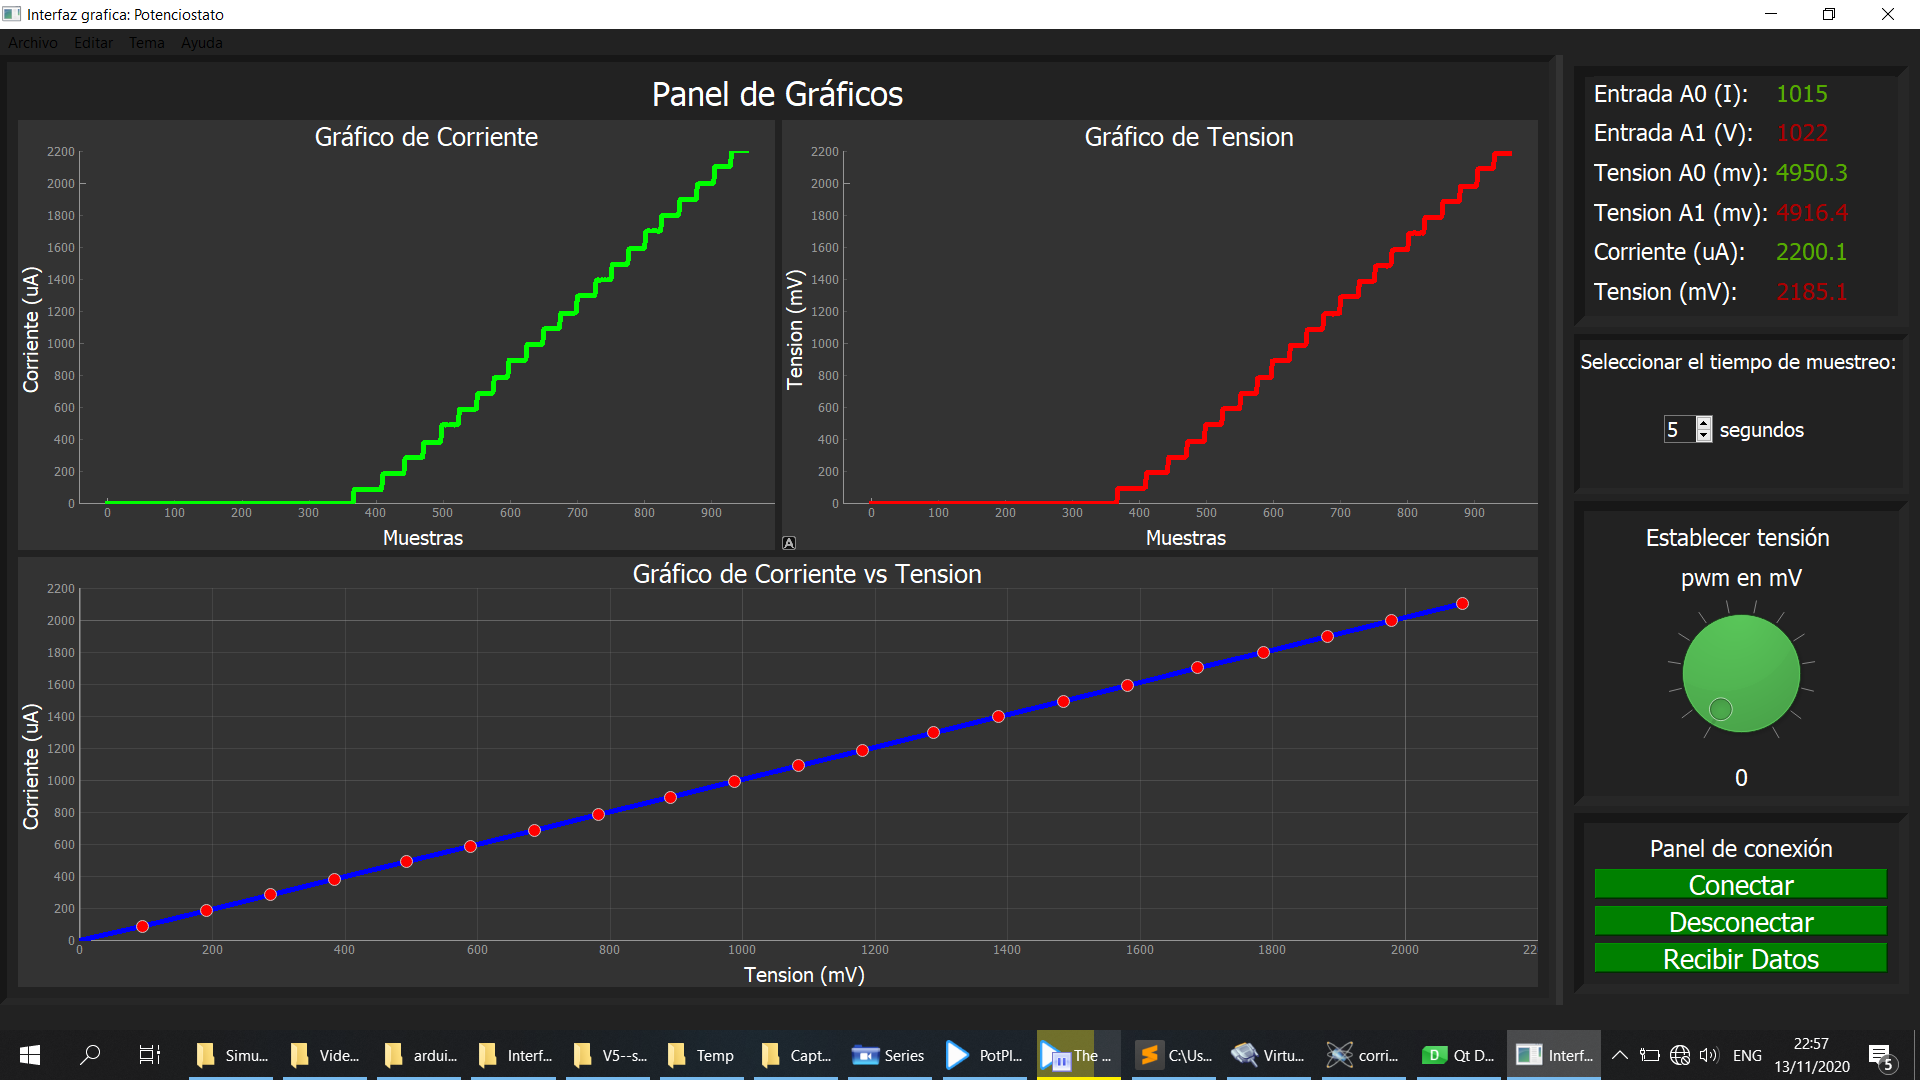 Interfaz grafica: Potenciostato
Archivo Editar Tema Ayuda
Panel de Gráficos
Gráfico de Corriente
2200
2000
1800
1600
1400
1200
1000
800
600
400
200
0
Corriente (uA)
0 100 200 300 400 500 600 700 800 900
Muestras
Gráfico de Tension
2200
2000
1800
1600
1400
1200
1000
800
600
400
200
0
Tension (mV)
0 100 200 300 400 500 600 700 800 900
Muestras
A
Gráfico de Corriente vs Tension
2200
2000
1800
1600
1400
1200
1000
800
600
400
200
0
Corriente (uA)
0 200 400 600 800 1000 1200 1400 1600 1800 2000 22
Tension (mV)
Entrada A0 (I): 1015
Entrada A1 (V): 1022
Tension A0 (mv): 4950.3
Tension A1 (mv): 4916.4
Corriente (uA): 2200.1
Tension (mV): 2185.1
Seleccionar el tiempo de muestreo:
5 segundos
Establecer tensión
pwm en mV
0
Panel de conexión
Conectar
Desconectar
Recibir Datos
Simu... Vide... ardui... Interf... V5--s... Temp Capt... Series PotPl... The ... C:\Us... Virtu... corri... Qt D... Interf... ENG
22:57
13/11/2020
5